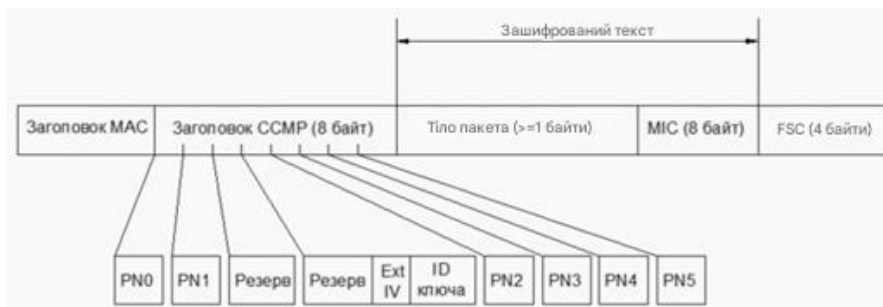 Зашифрований текст
Заголовок MAC Заголовок CCMP (8 байт) Тіло пакета (>=1 байти) MIC (8 байт) FSC (4 байти)
PN0 PN1 Резерв Резерв Ext IV ID ключа PN2 PN3 PN4 PN5